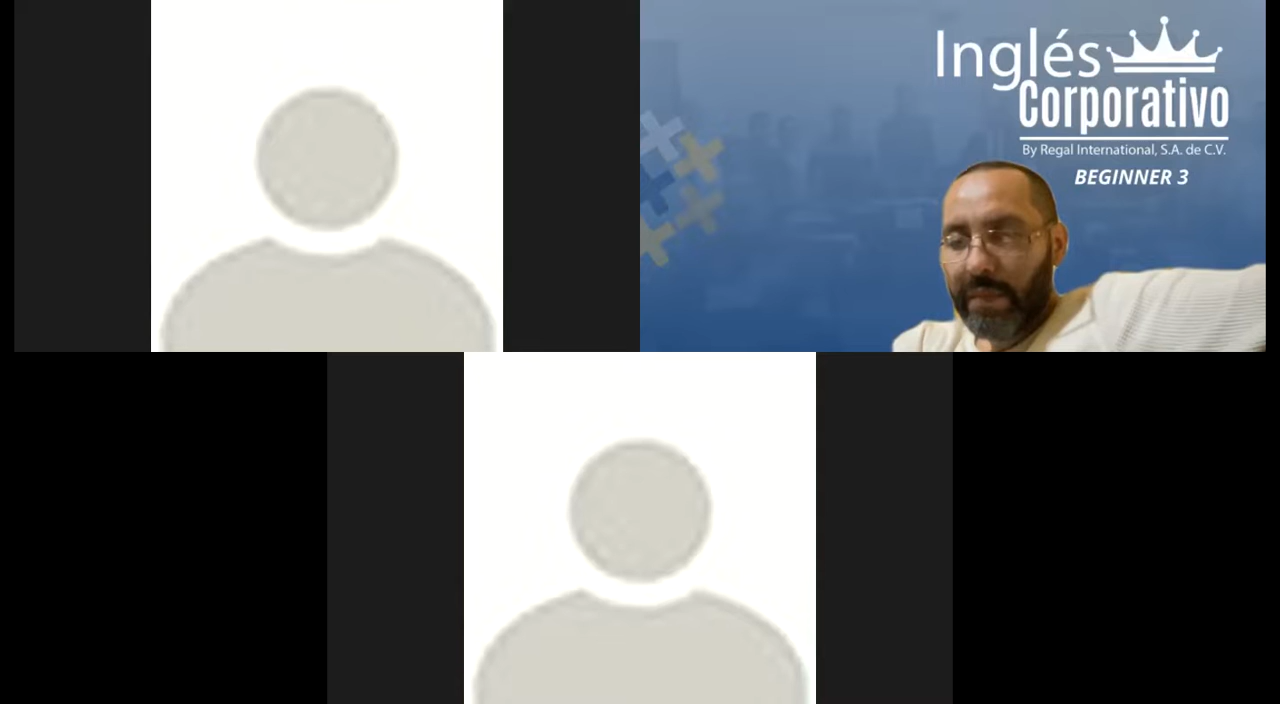 Inglés
Corporativo
By Regal International, S.A. de C.V.
BEGINNER 3